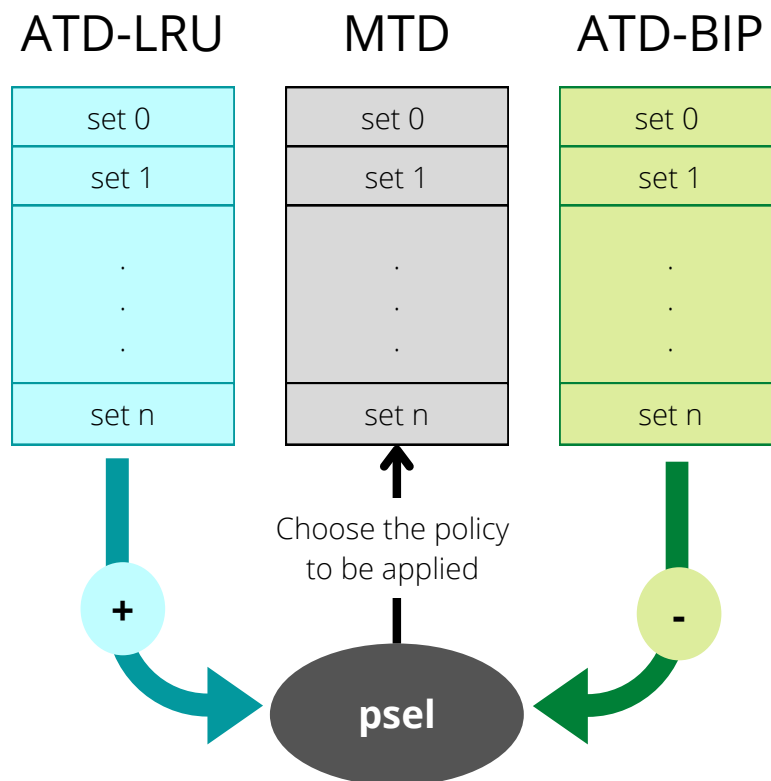 ATD-LRU MTD ATD-BIP
set 0 set 0 set 0
set 1 set 1 set 1
. . .
. . .
. . .
set n set n set n
Choose the policy
to be applied
+ -
psel